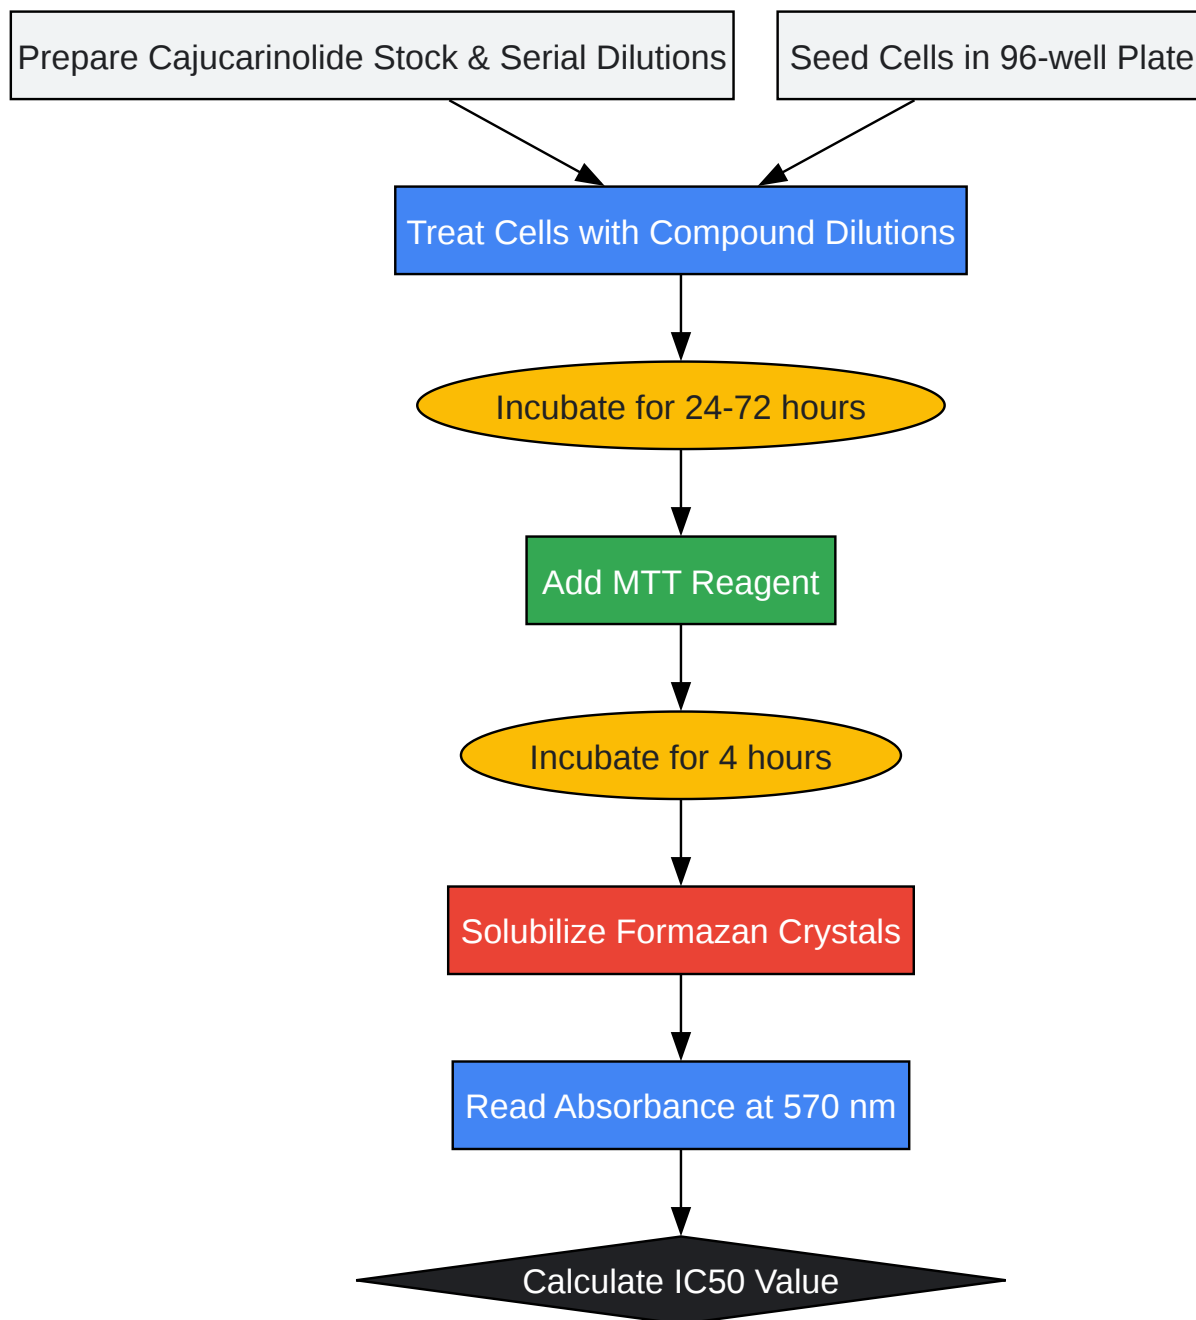 Prepare Cajucarinolide Stock & Serial Dilutions
Seed Cells in 96-well Plate
Treat Cells with Compound Dilutions
Incubate for 24-72 hours
Add MTT Reagent
Incubate for 4 hours
Solubilize Formazan Crystals
Read Absorbance at 570 nm
Calculate IC50 Value